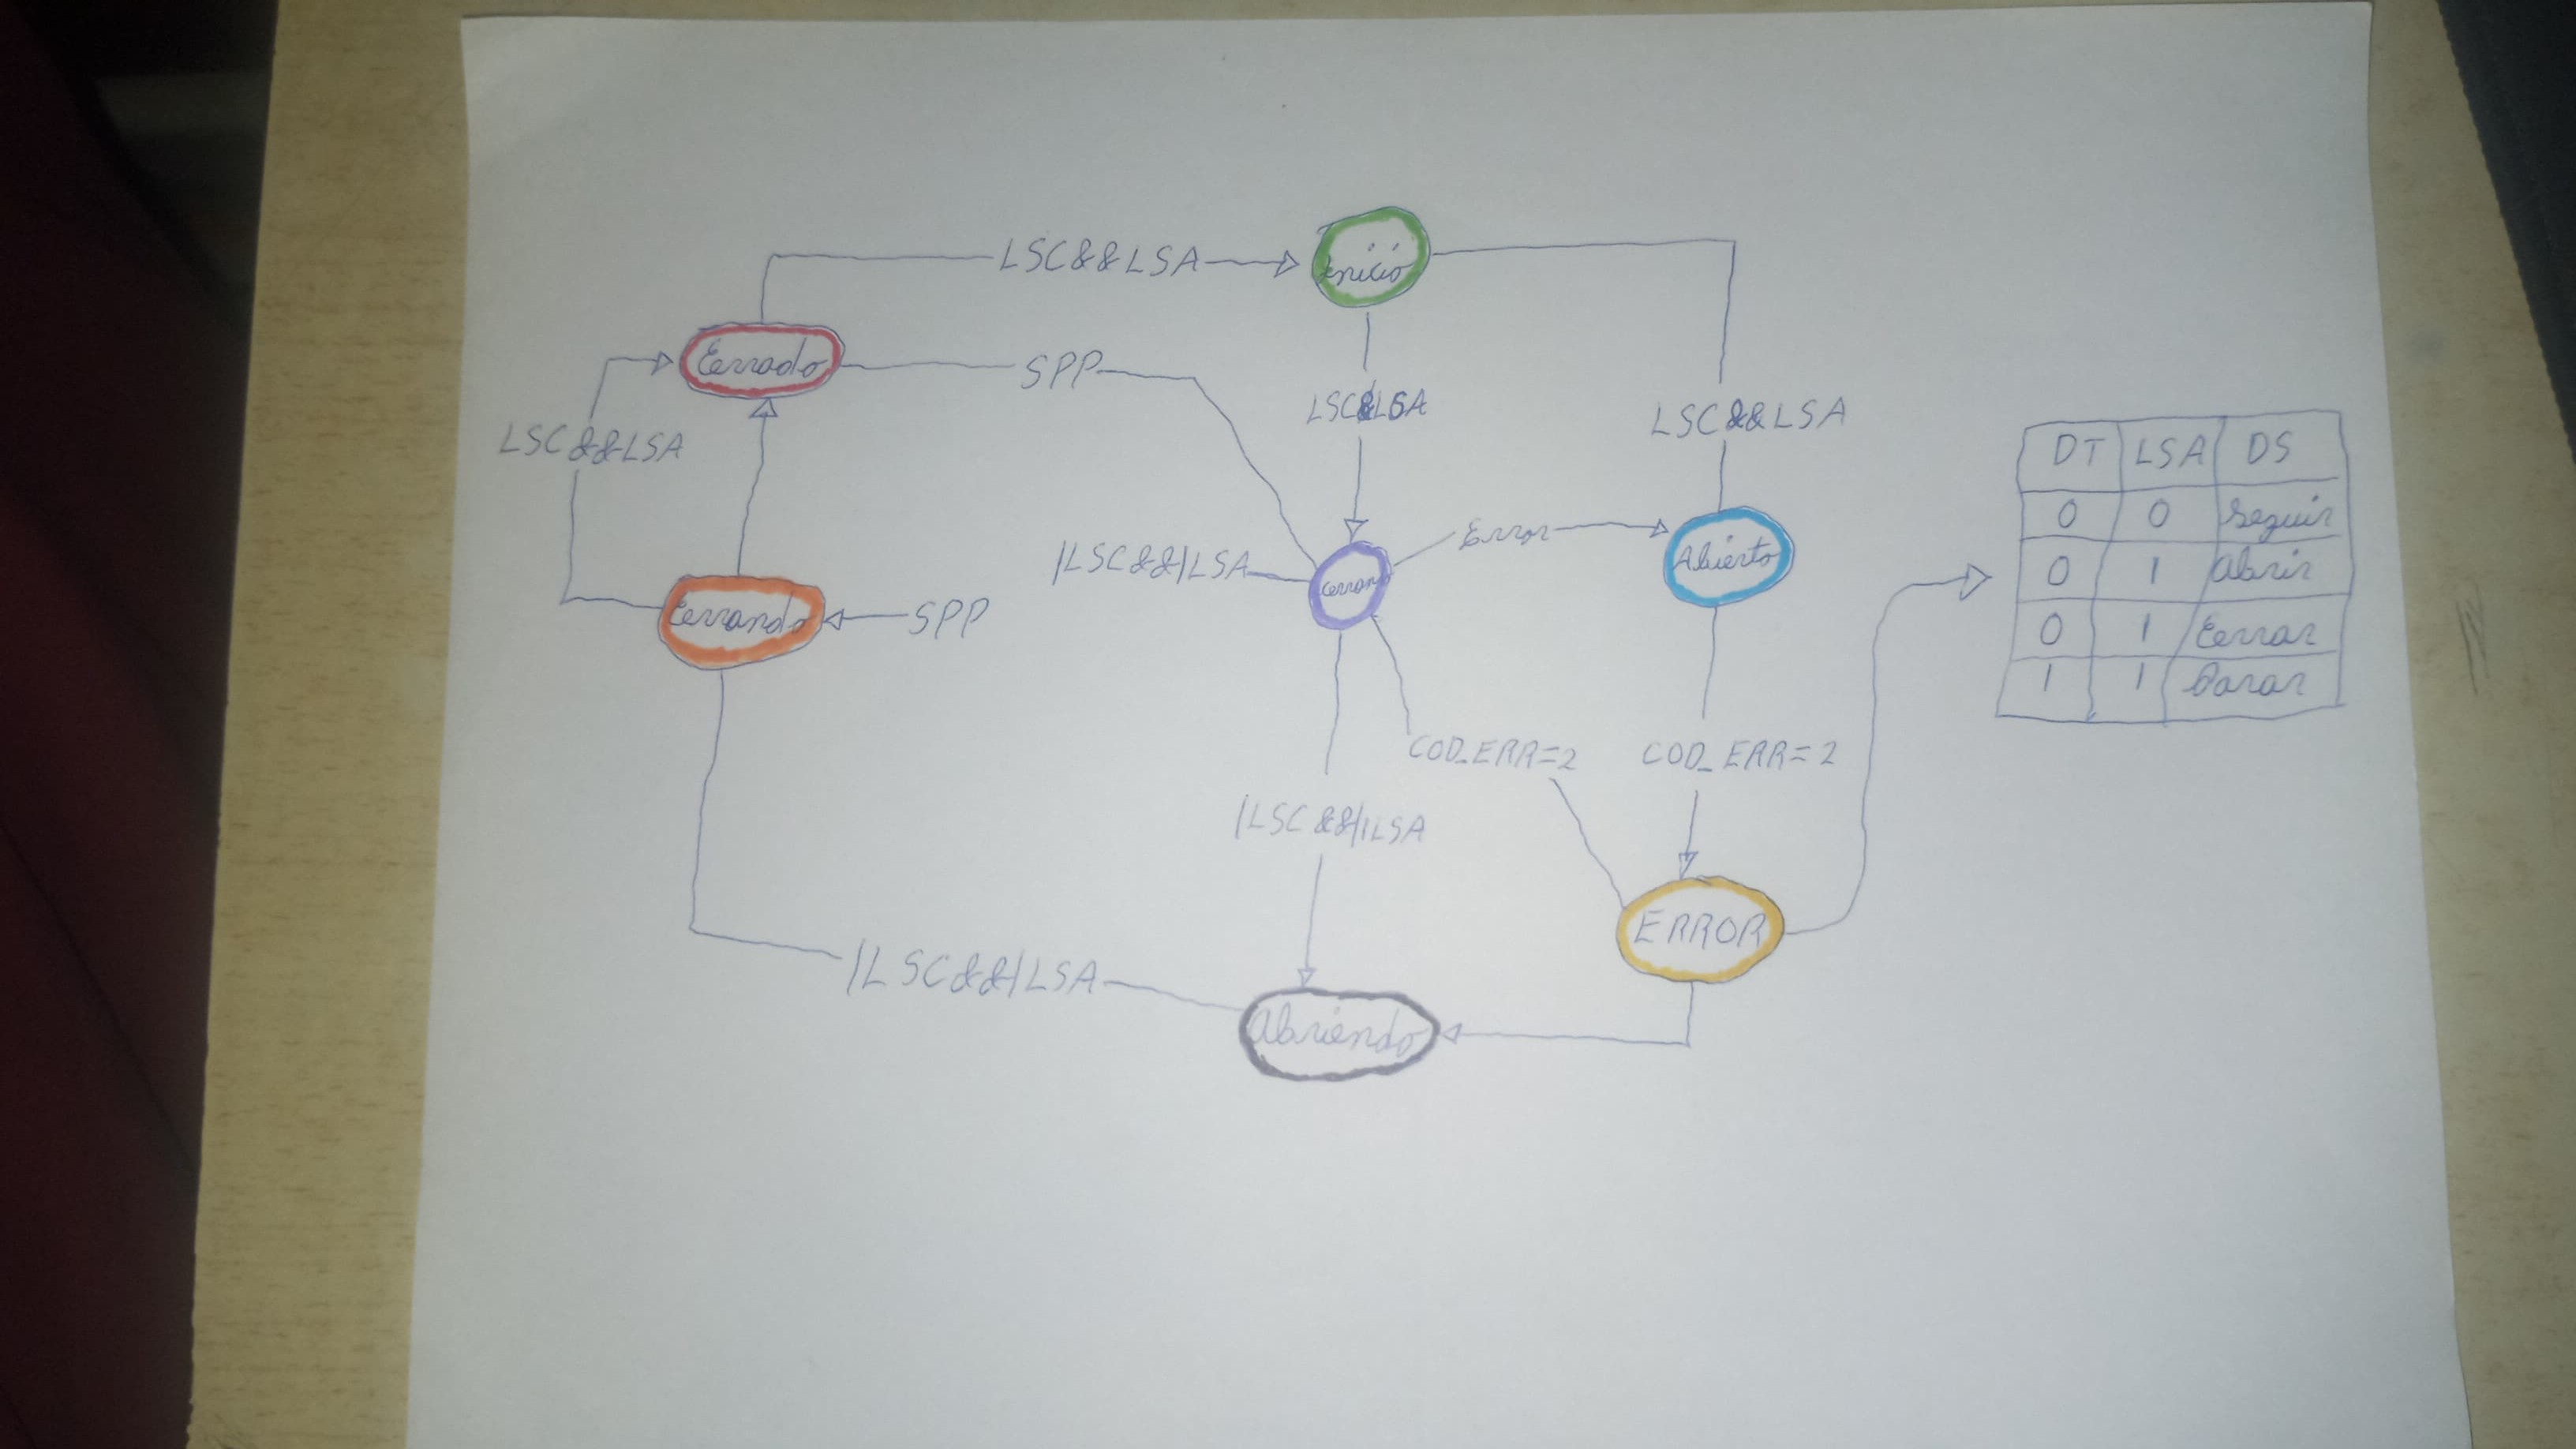 Inicio
LSC&&LSA
Cerrado
SPP
LSC&&LSA
LSC&&LSA
DT LSA DS
0 0 Seguir
0 1 Abrir
0 1 Cerrar
1 1 Parar
LSC&&LSA
Error
Abierto
|LSC&&|LSA
Cerrando
SPP
COD_ERR=2
COD_ERR=2
|LSC&&|LSA
ERROR
|LSC&&|LSA
Abriendo